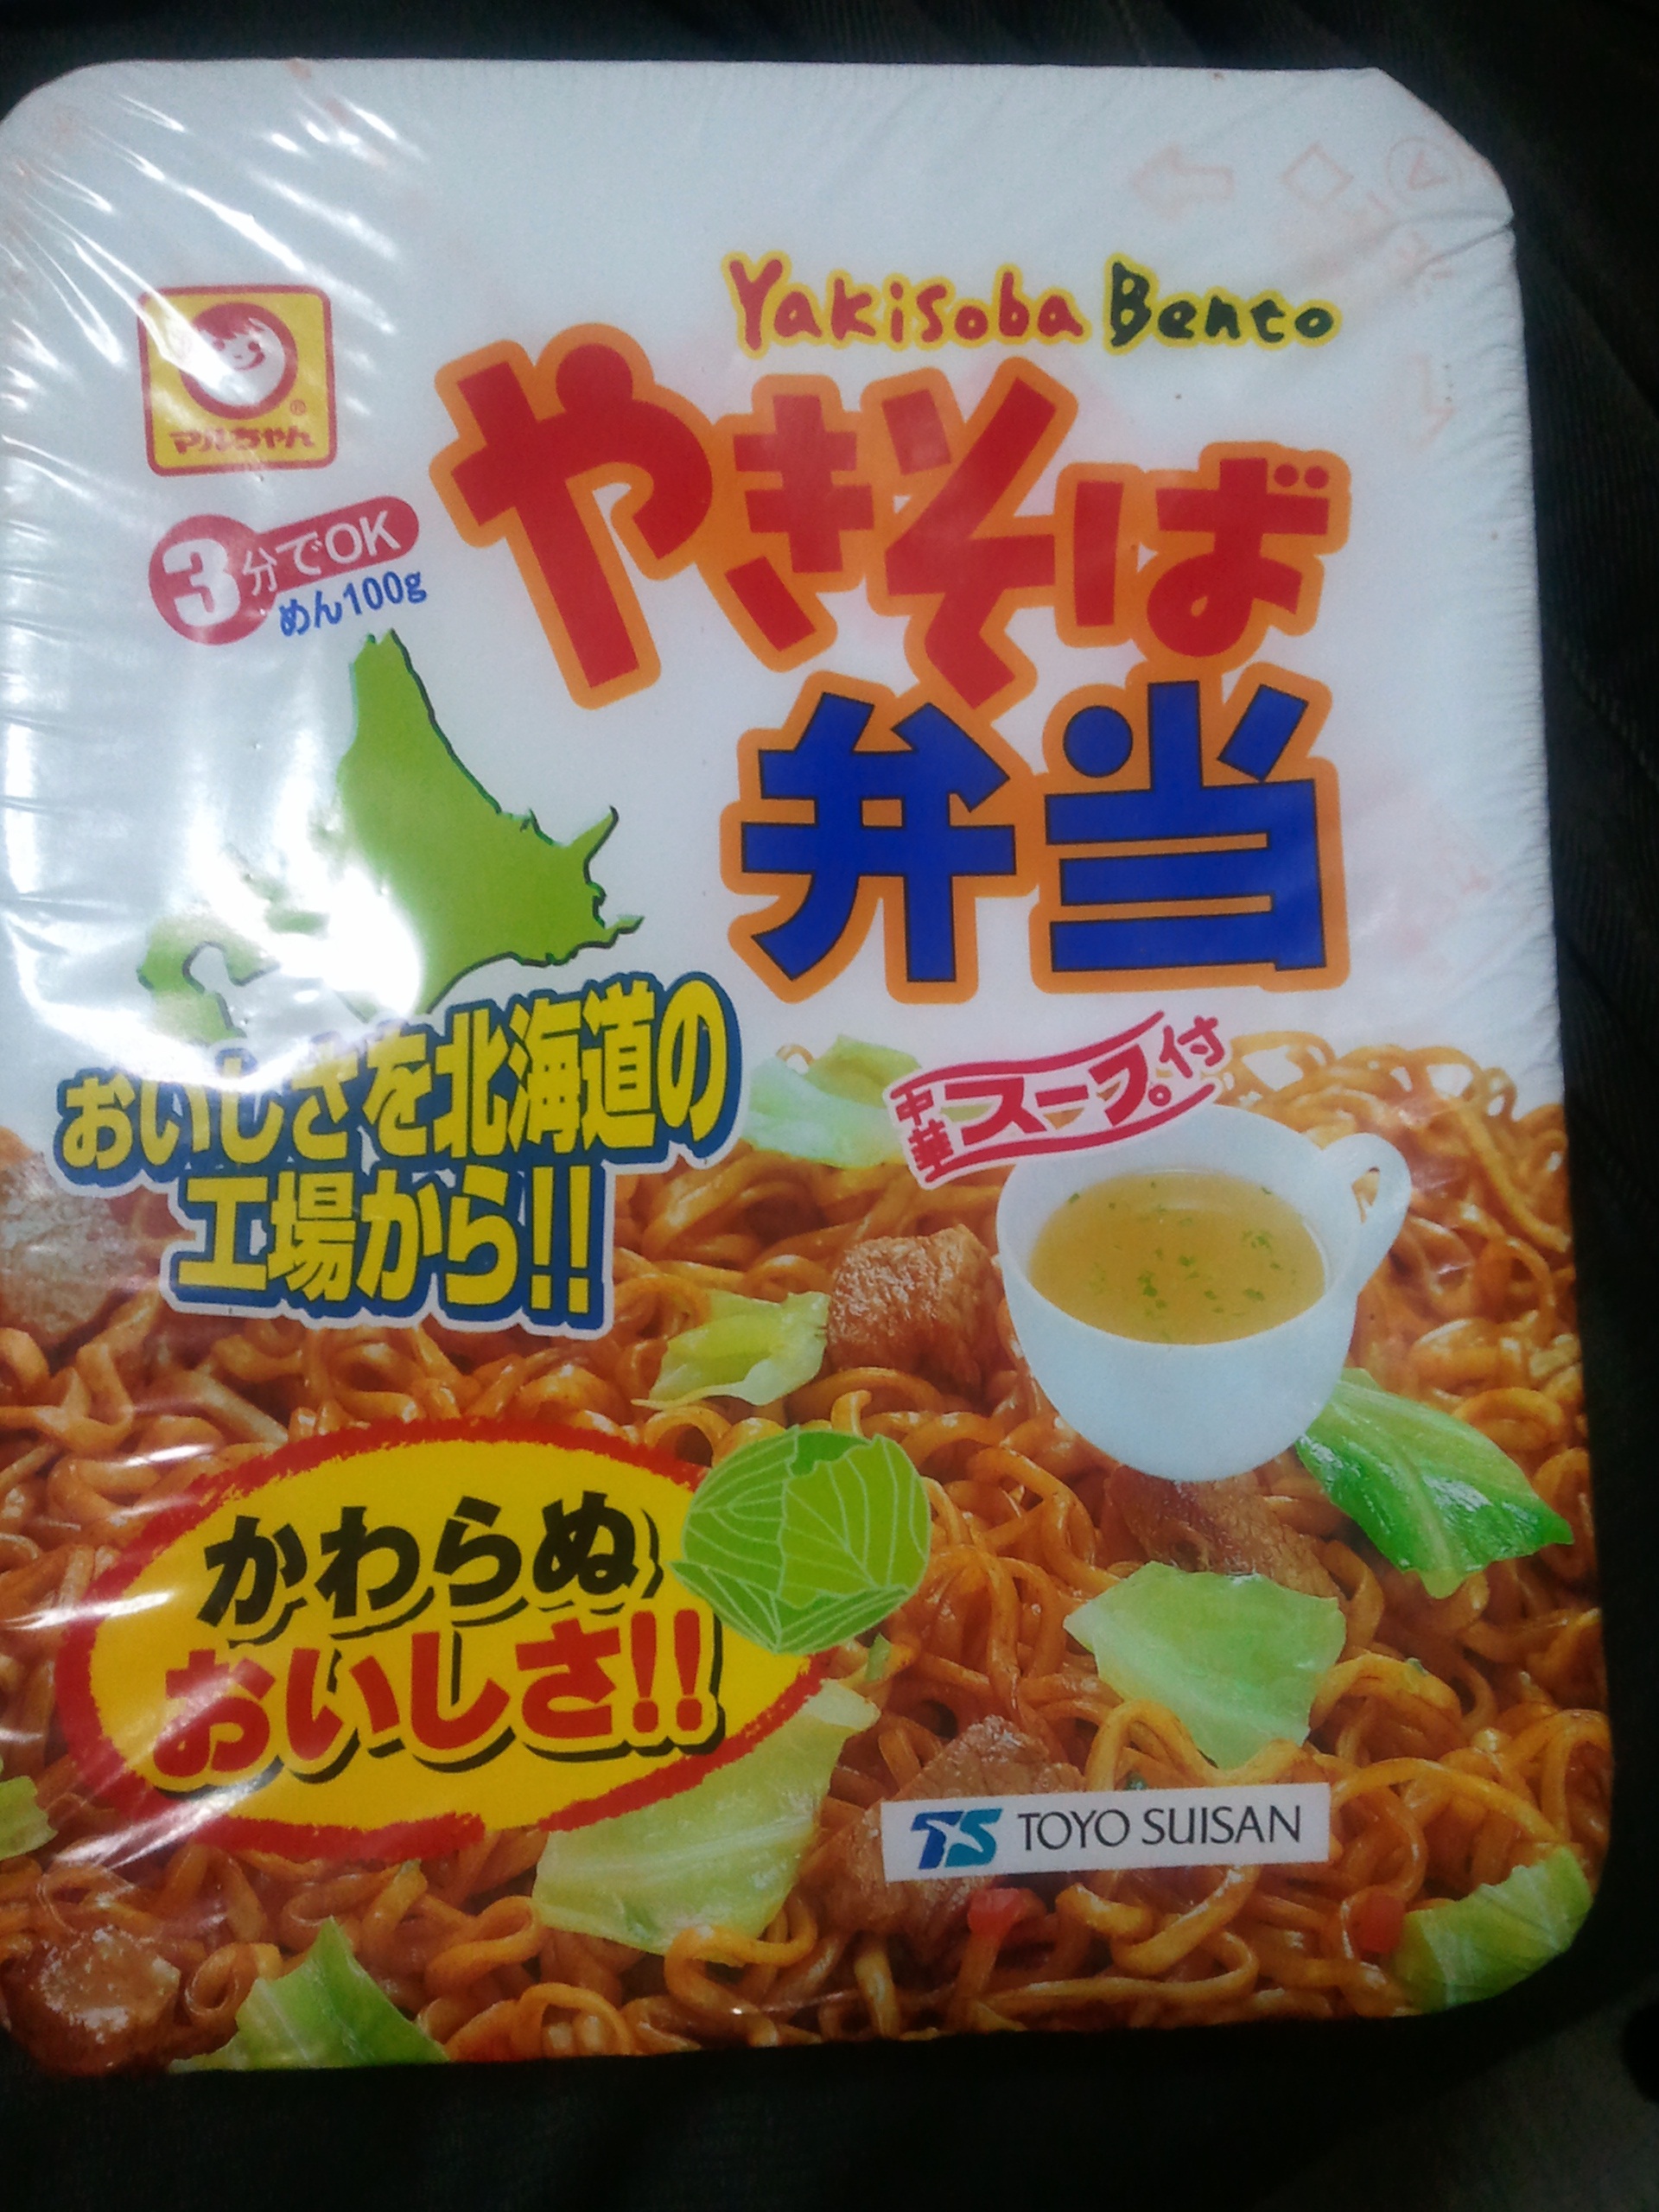 Yakisoba Bento
マルちゃん
®
やきそば
弁当
3分でOK
めん100g
おいしさを北海道の
工場から!!
中華スープ。付
かわらぬ
おいしさ!!
TS TOYO SUISAN